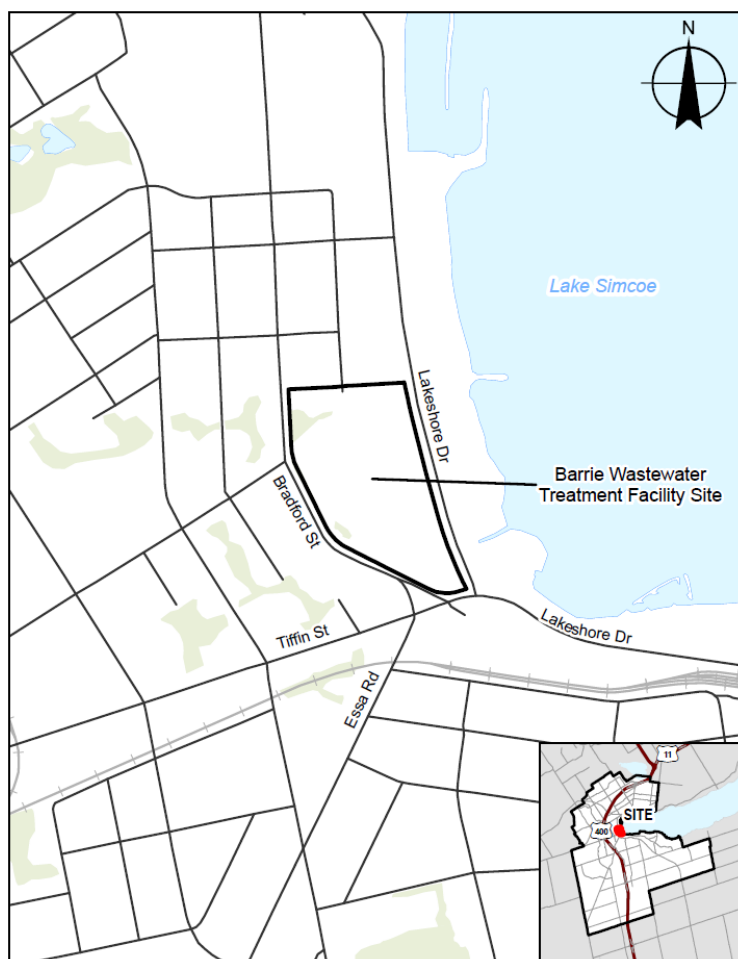 N
Lake Simcoe
Lakeshore Dr
Barrie Wastewater
Treatment Facility Site
Bradford St
Lakeshore Dr
Tiffin St
Essa Rd
11
SITE
400